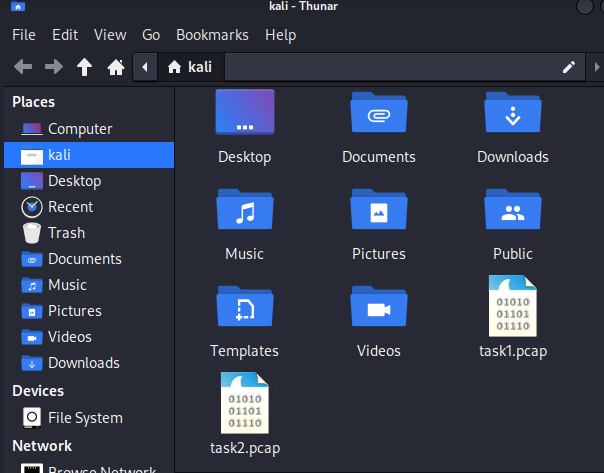 kali - Thunar
File Edit View Go Bookmarks Help
kali
Places
Computer
kali
Desktop
Recent
Trash
Documents
Music
Pictures
Videos
Downloads
Devices
File System
Network
Browse Network
Desktop Documents Downloads
Music Pictures Public
Templates Videos task1.pcap
task2.pcap
01010
01101
01110
01010
01101
01110